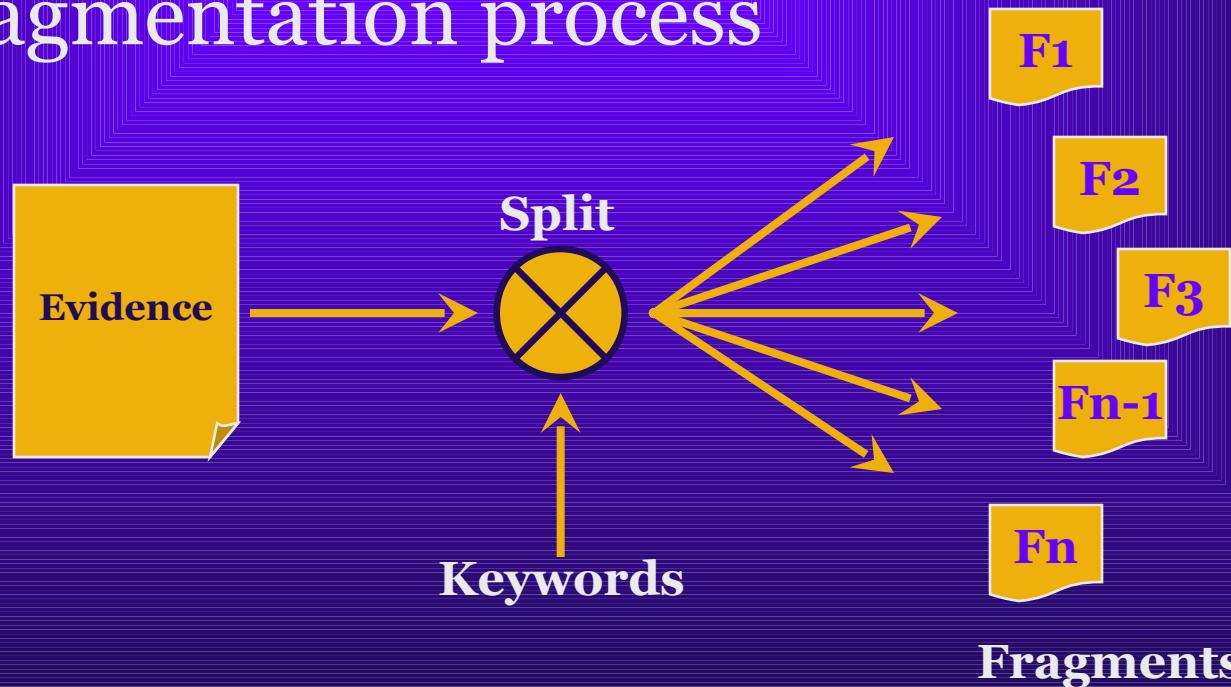 agmentation process
F1
F2
Split
Evidence
F3
Fn-1
Fn
Keywords
Fragments